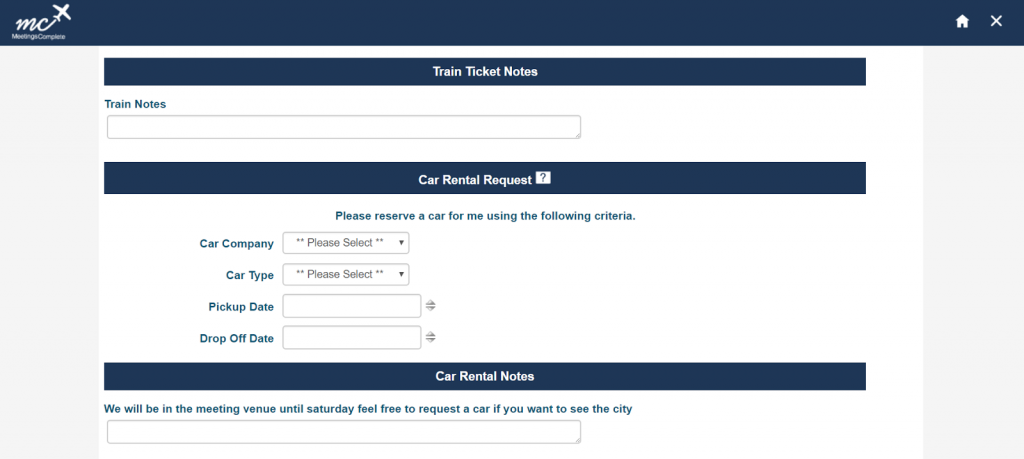 mc
MeetingsComplete
Train Ticket Notes
Train Notes
Car Rental Request ?
Please reserve a car for me using the following criteria.
Car Company ** Please Select **
Car Type ** Please Select **
Pickup Date
Drop Off Date
Car Rental Notes
We will be in the meeting venue until saturday feel free to request a car if you want to see the city